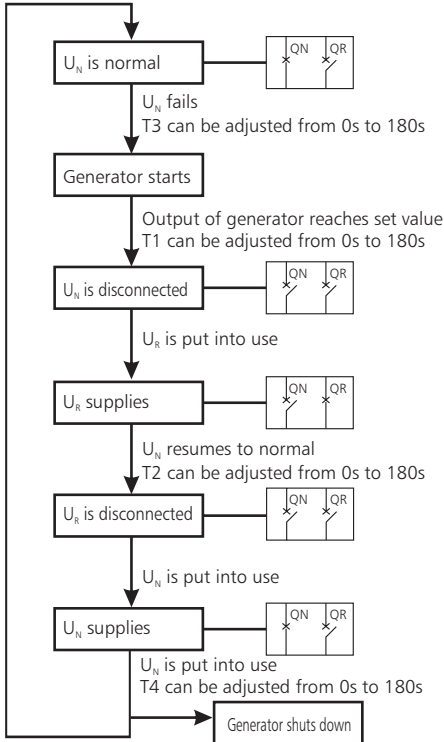 U_N is normal
QN QR
U_N fails
T3 can be adjusted from 0s to 180s
Generator starts
Output of generator reaches set value
T1 can be adjusted from 0s to 180s
U_N is disconnected
QN QR
U_R is put into use
U_R supplies
QN QR
U_N resumes to normal
T2 can be adjusted from 0s to 180s
U_R is disconnected
QN QR
U_N is put into use
U_N supplies
QN QR
U_N is put into use
T4 can be adjusted from 0s to 180s
Generator shuts down